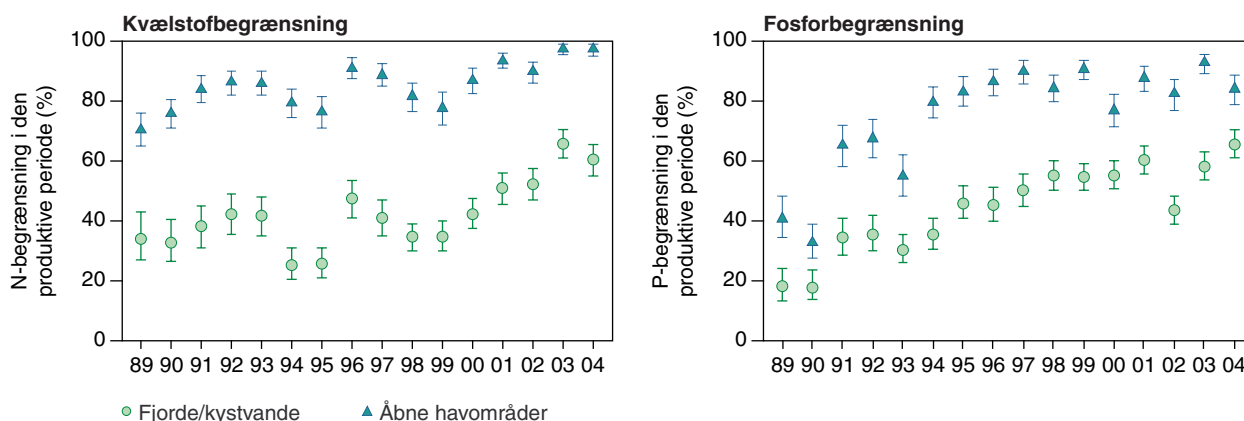 Kvælstofbegrænsning
N-begrænsning i den
produktive periode (%)
100
80
60
40
20
0
89 90 91 92 93 94 95 96 97 98 99 00 01 02 03 04
Fosforbegrænsning
P-begrænsning i den
produktive periode (%)
100
80
60
40
20
0
89 90 91 92 93 94 95 96 97 98 99 00 01 02 03 04
Fjorde/kystvande
Åbne havområder